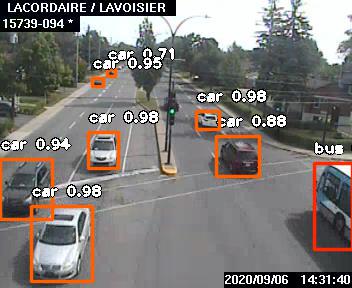 LACORDAIRE / LAVOISIER
15739-094 *
car 0.71
car 0.95
car 0.98
car 0.98
car 0.88
car 0.94
bus
car 0.98
2020/09/06 14:31:40